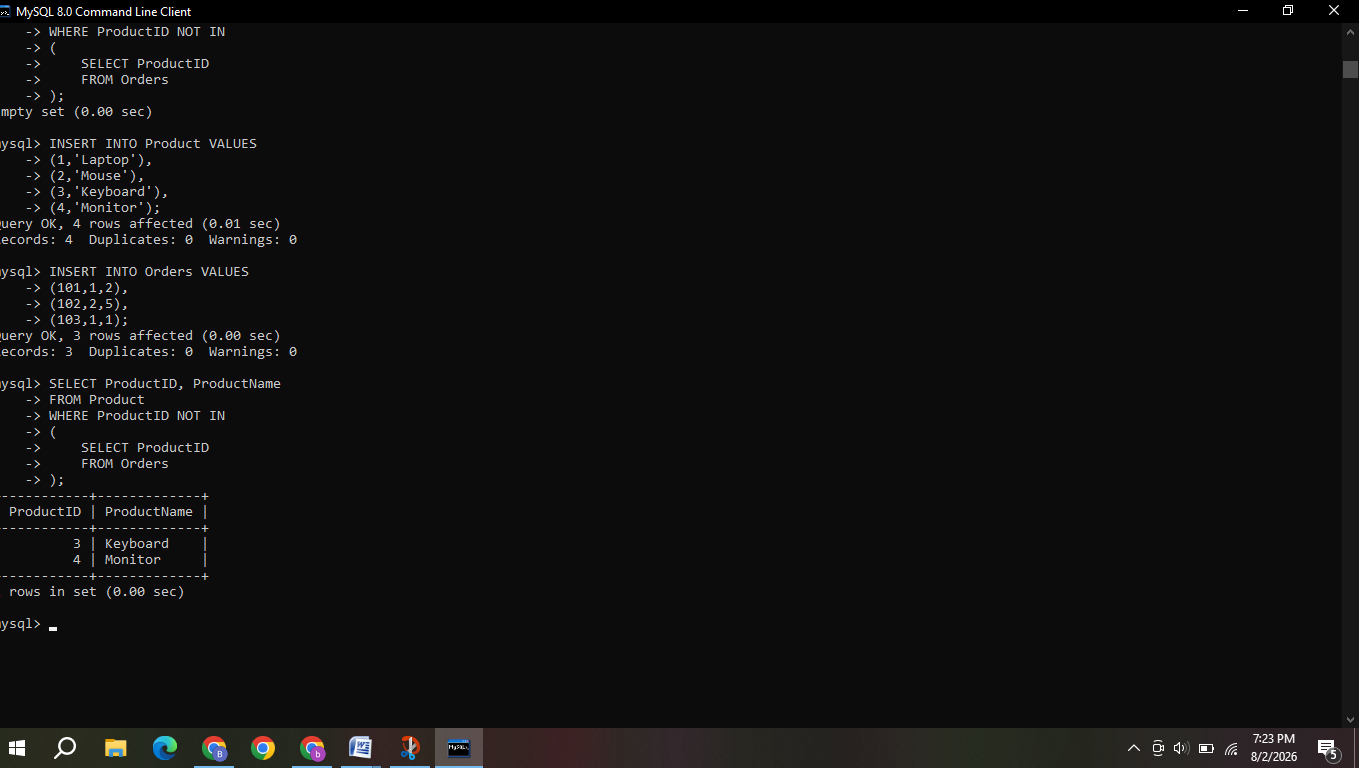 MySQL 8.0 Command Line Client
-> WHERE ProductID NOT IN
-> (
->     SELECT ProductID
->     FROM Orders
-> );
mpty set (0.00 sec)
ysql> INSERT INTO Product VALUES
-> (1,'Laptop'),
-> (2,'Mouse'),
-> (3,'Keyboard'),
-> (4,'Monitor');
uery OK, 4 rows affected (0.01 sec)
ecords: 4  Duplicates: 0  Warnings: 0
ysql> INSERT INTO Orders VALUES
-> (101,1,2),
-> (102,2,5),
-> (103,1,1);
uery OK, 3 rows affected (0.00 sec)
ecords: 3  Duplicates: 0  Warnings: 0
ysql> SELECT ProductID, ProductName
-> FROM Product
-> WHERE ProductID NOT IN
-> (
->     SELECT ProductID
->     FROM Orders
-> );
-----------+-------------+
ProductID | ProductName |
-----------+-------------+
3 | Keyboard    |
4 | Monitor     |
-----------+-------------+
rows in set (0.00 sec)
ysql>
7:23 PM
8/2/2026
5